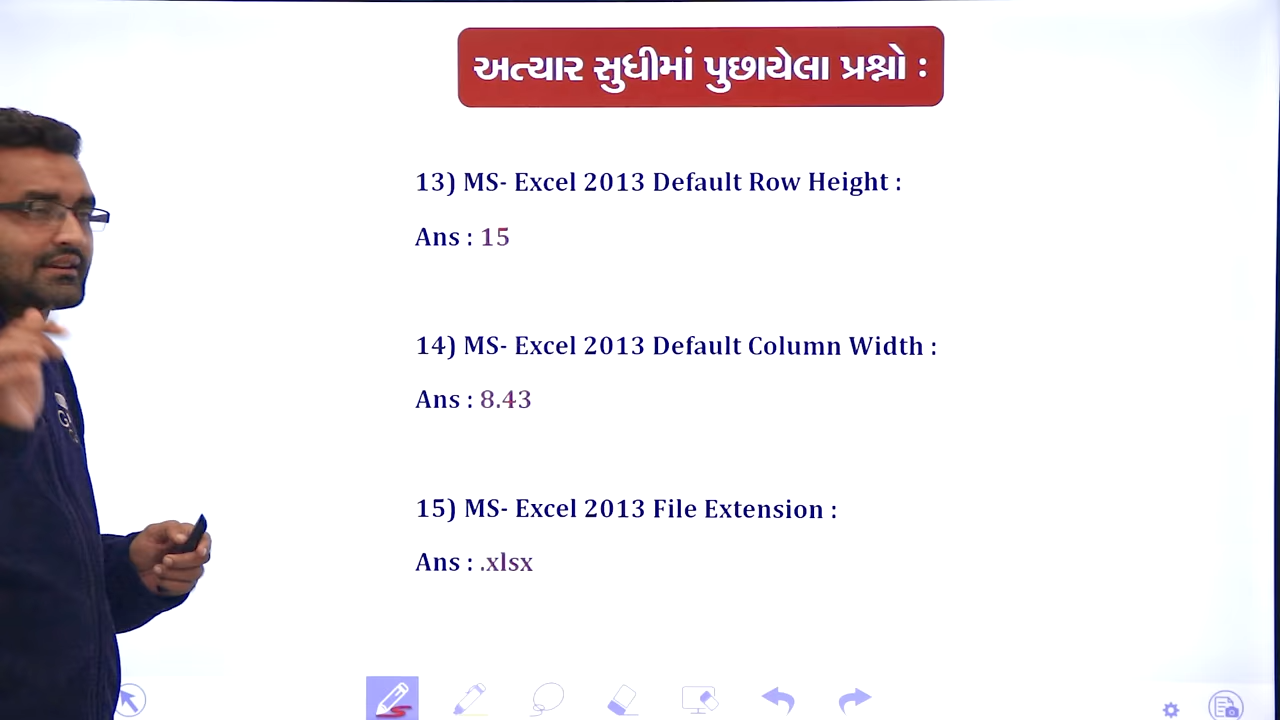 અત્યાર સુધીમાં પુછાયેલા પ્રશ્નો :
13) MS- Excel 2013 Default Row Height :
Ans : 15
14) MS- Excel 2013 Default Column Width :
Ans : 8.43
15) MS- Excel 2013 File Extension :
Ans : .xlsx